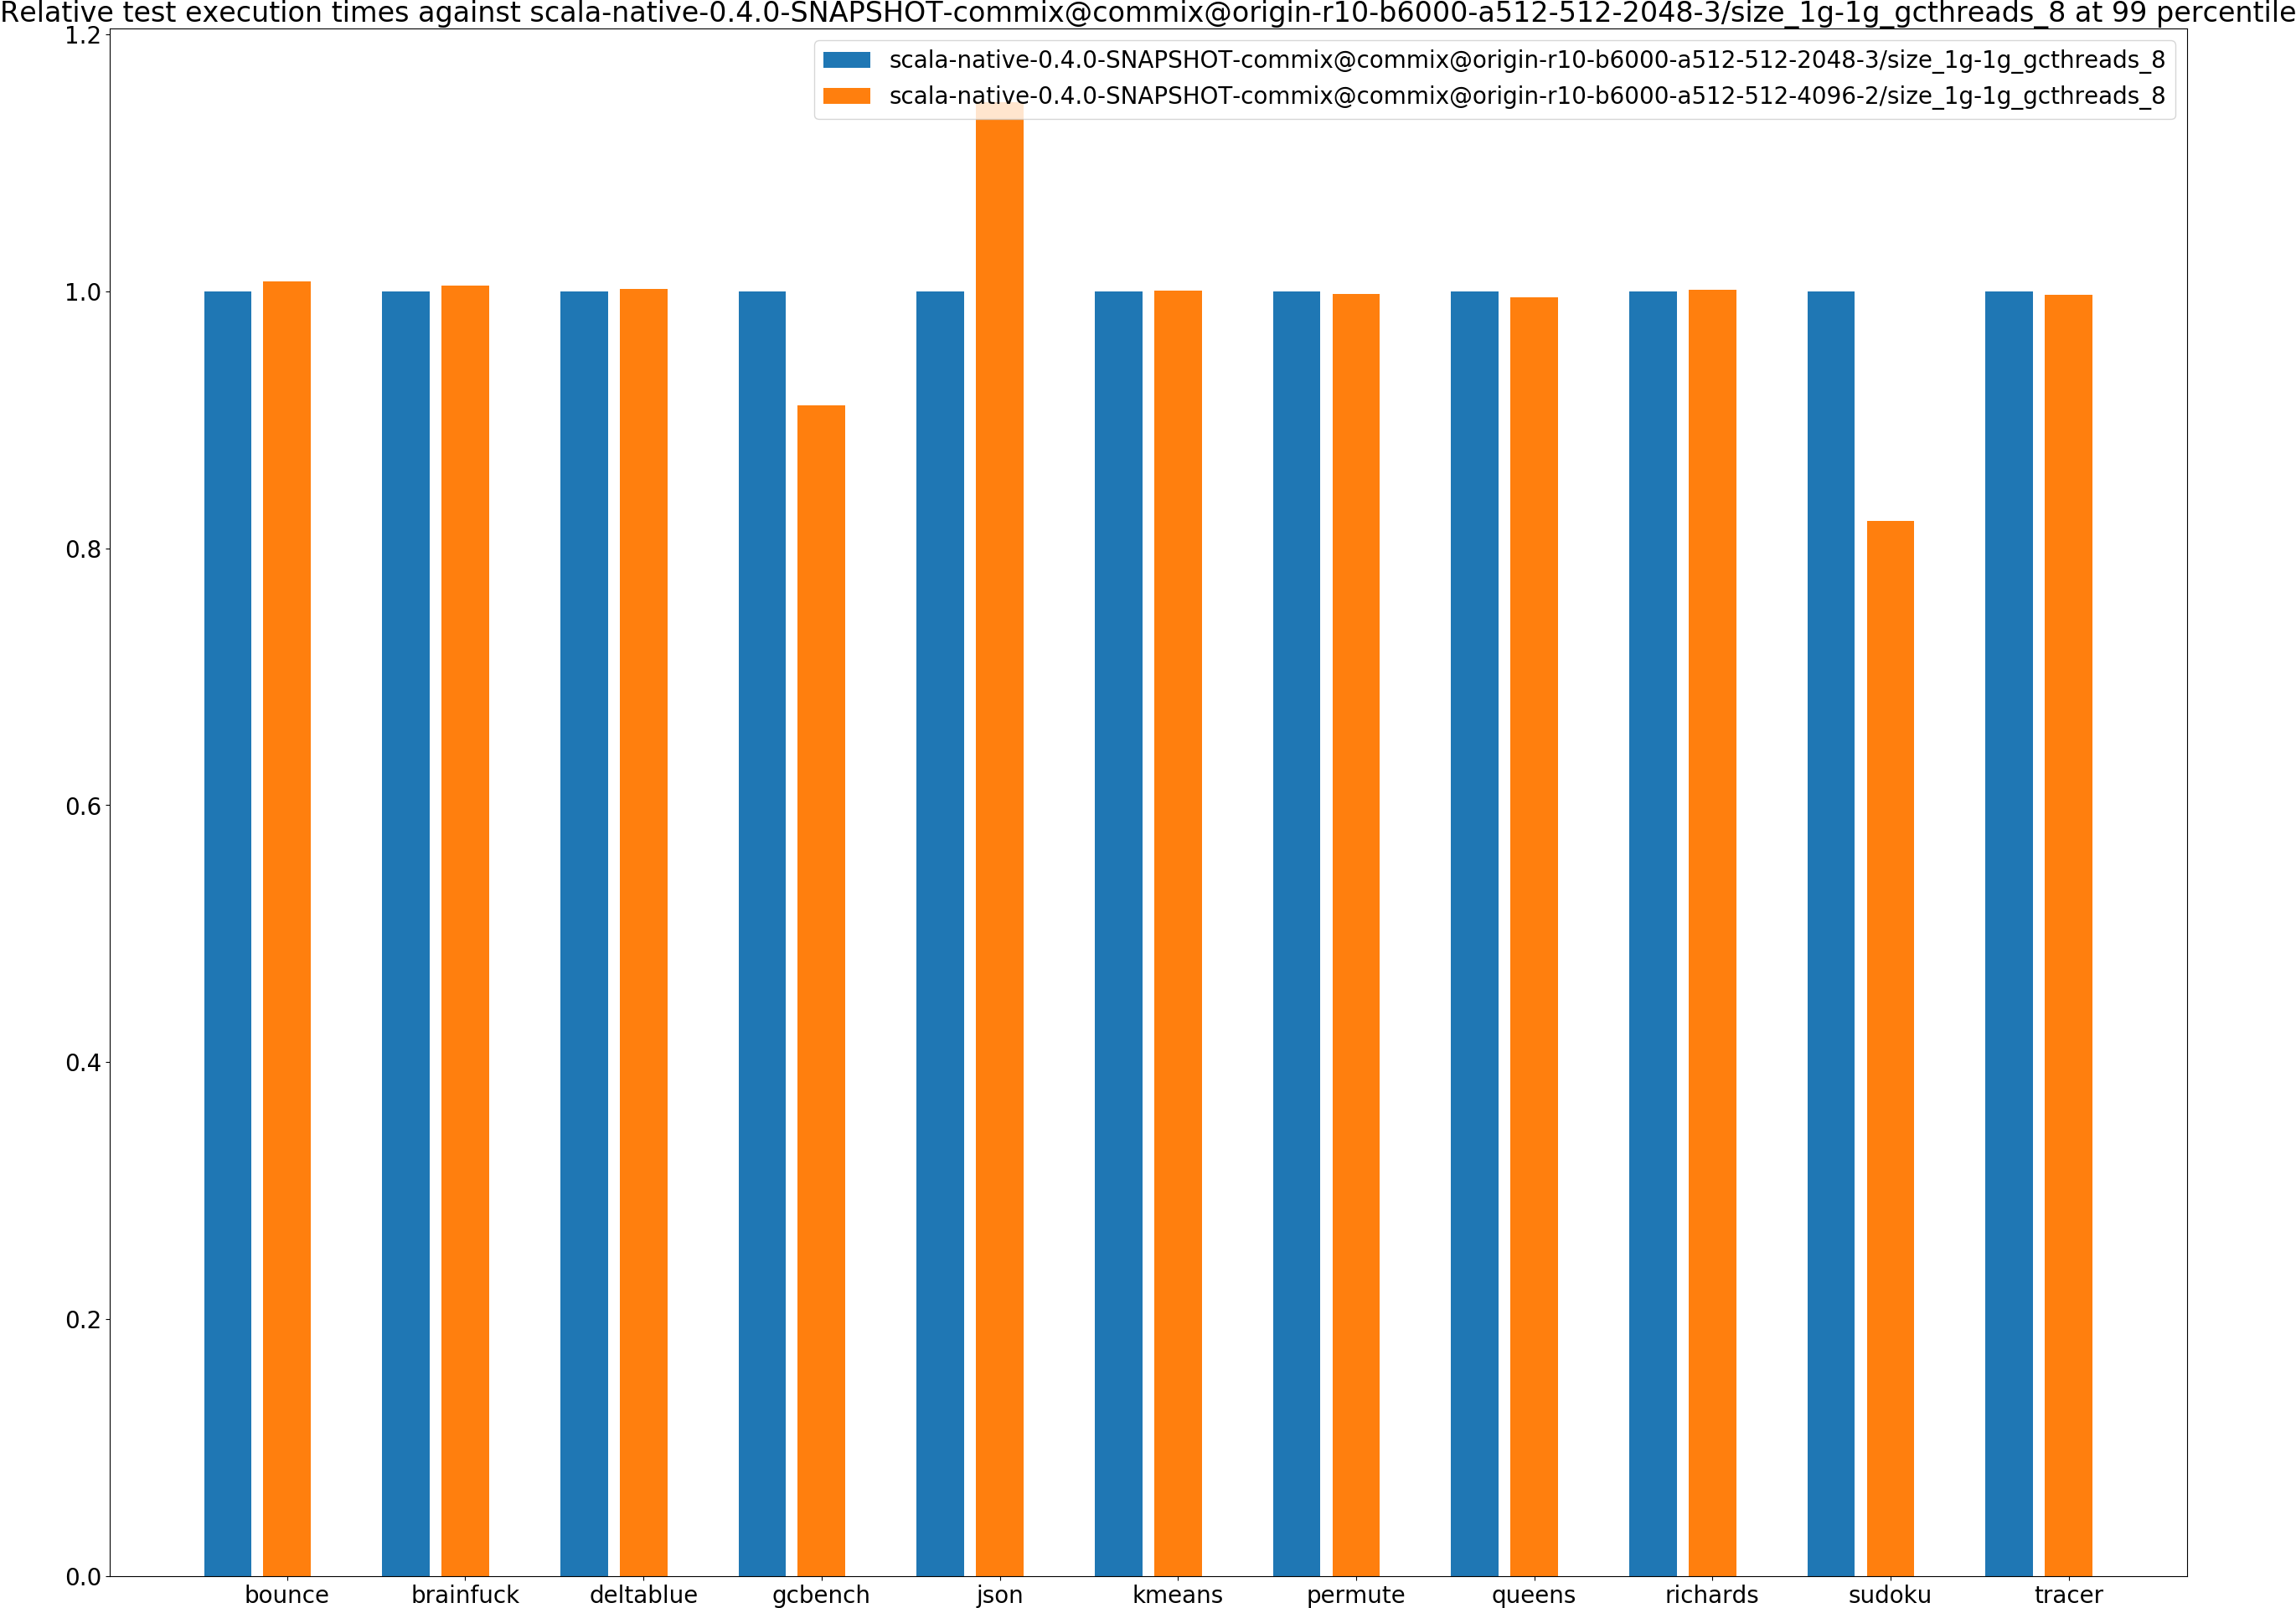 Relative test execution times against scala-native-0.4.0-SNAPSHOT-commix@commix@origin-r10-b6000-a512-512-2048-3/size_1g-1g_gcthreads_8 at 99 percentile
scala-native-0.4.0-SNAPSHOT-commix@commix@origin-r10-b6000-a512-512-2048-3/size_1g-1g_gcthreads_8
scala-native-0.4.0-SNAPSHOT-commix@commix@origin-r10-b6000-a512-512-4096-2/size_1g-1g_gcthreads_8
1.2
1.0
0.8
0.6
0.4
0.2
0.0
bounce brainfuck deltablue gcbench json kmeans permute queens richards sudoku tracer